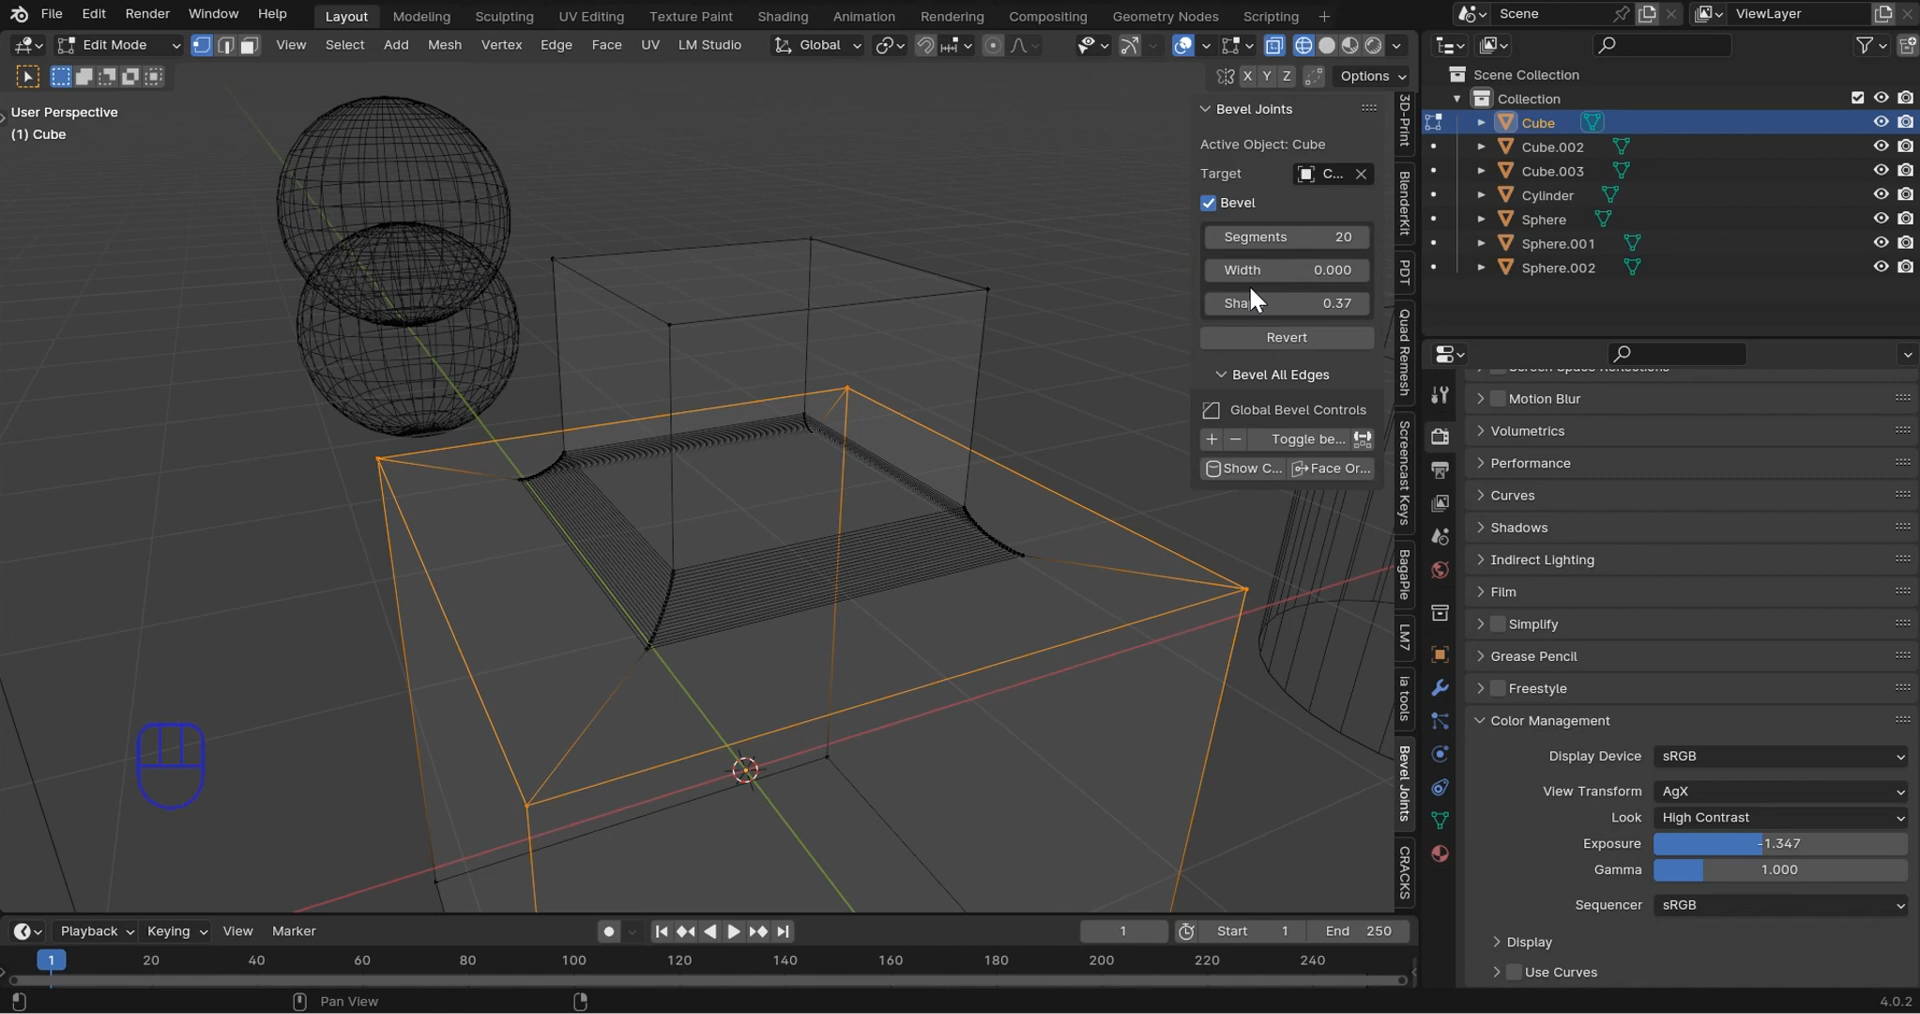 File Edit Render Window Help Layout Modeling Sculpting UV Editing Texture Paint Shading Animation Rendering Compositing Geometry Nodes Scripting + Scene ViewLayer
Edit Mode View Select Add Mesh Vertex Edge Face UV LM Studio Global
X Y Z Options
User Perspective
(1) Cube
Bevel Joints
Active Object: Cube
Target C...
Bevel
Segments 20
Width 0.000
0.37
Revert
Bevel All Edges
Global Bevel Controls
+ − Toggle be...
Show C... Face Or...
3D-Print
BlenderKit
PDT
Quad Remesh
Screencast Keys
BagaPie
LM7
ia tools
Bevel Joints
CRACKS
Scene Collection
Collection
Cube
Cube.002
Cube.003
Cylinder
Sphere
Sphere.001
Sphere.002
Screen Space Reflections
Motion Blur
Volumetrics
Performance
Curves
Shadows
Indirect Lighting
Film
Simplify
Grease Pencil
Freestyle
Color Management
Display Device sRGB
View Transform AgX
Look High Contrast
Exposure -1.347
Gamma 1.000
Sequencer sRGB
Display
Use Curves
Playback Keying View Marker 1 Start 1 End 250
1 20 40 60 80 100 120 140 160 180 200 220 240
Pan View 4.0.2